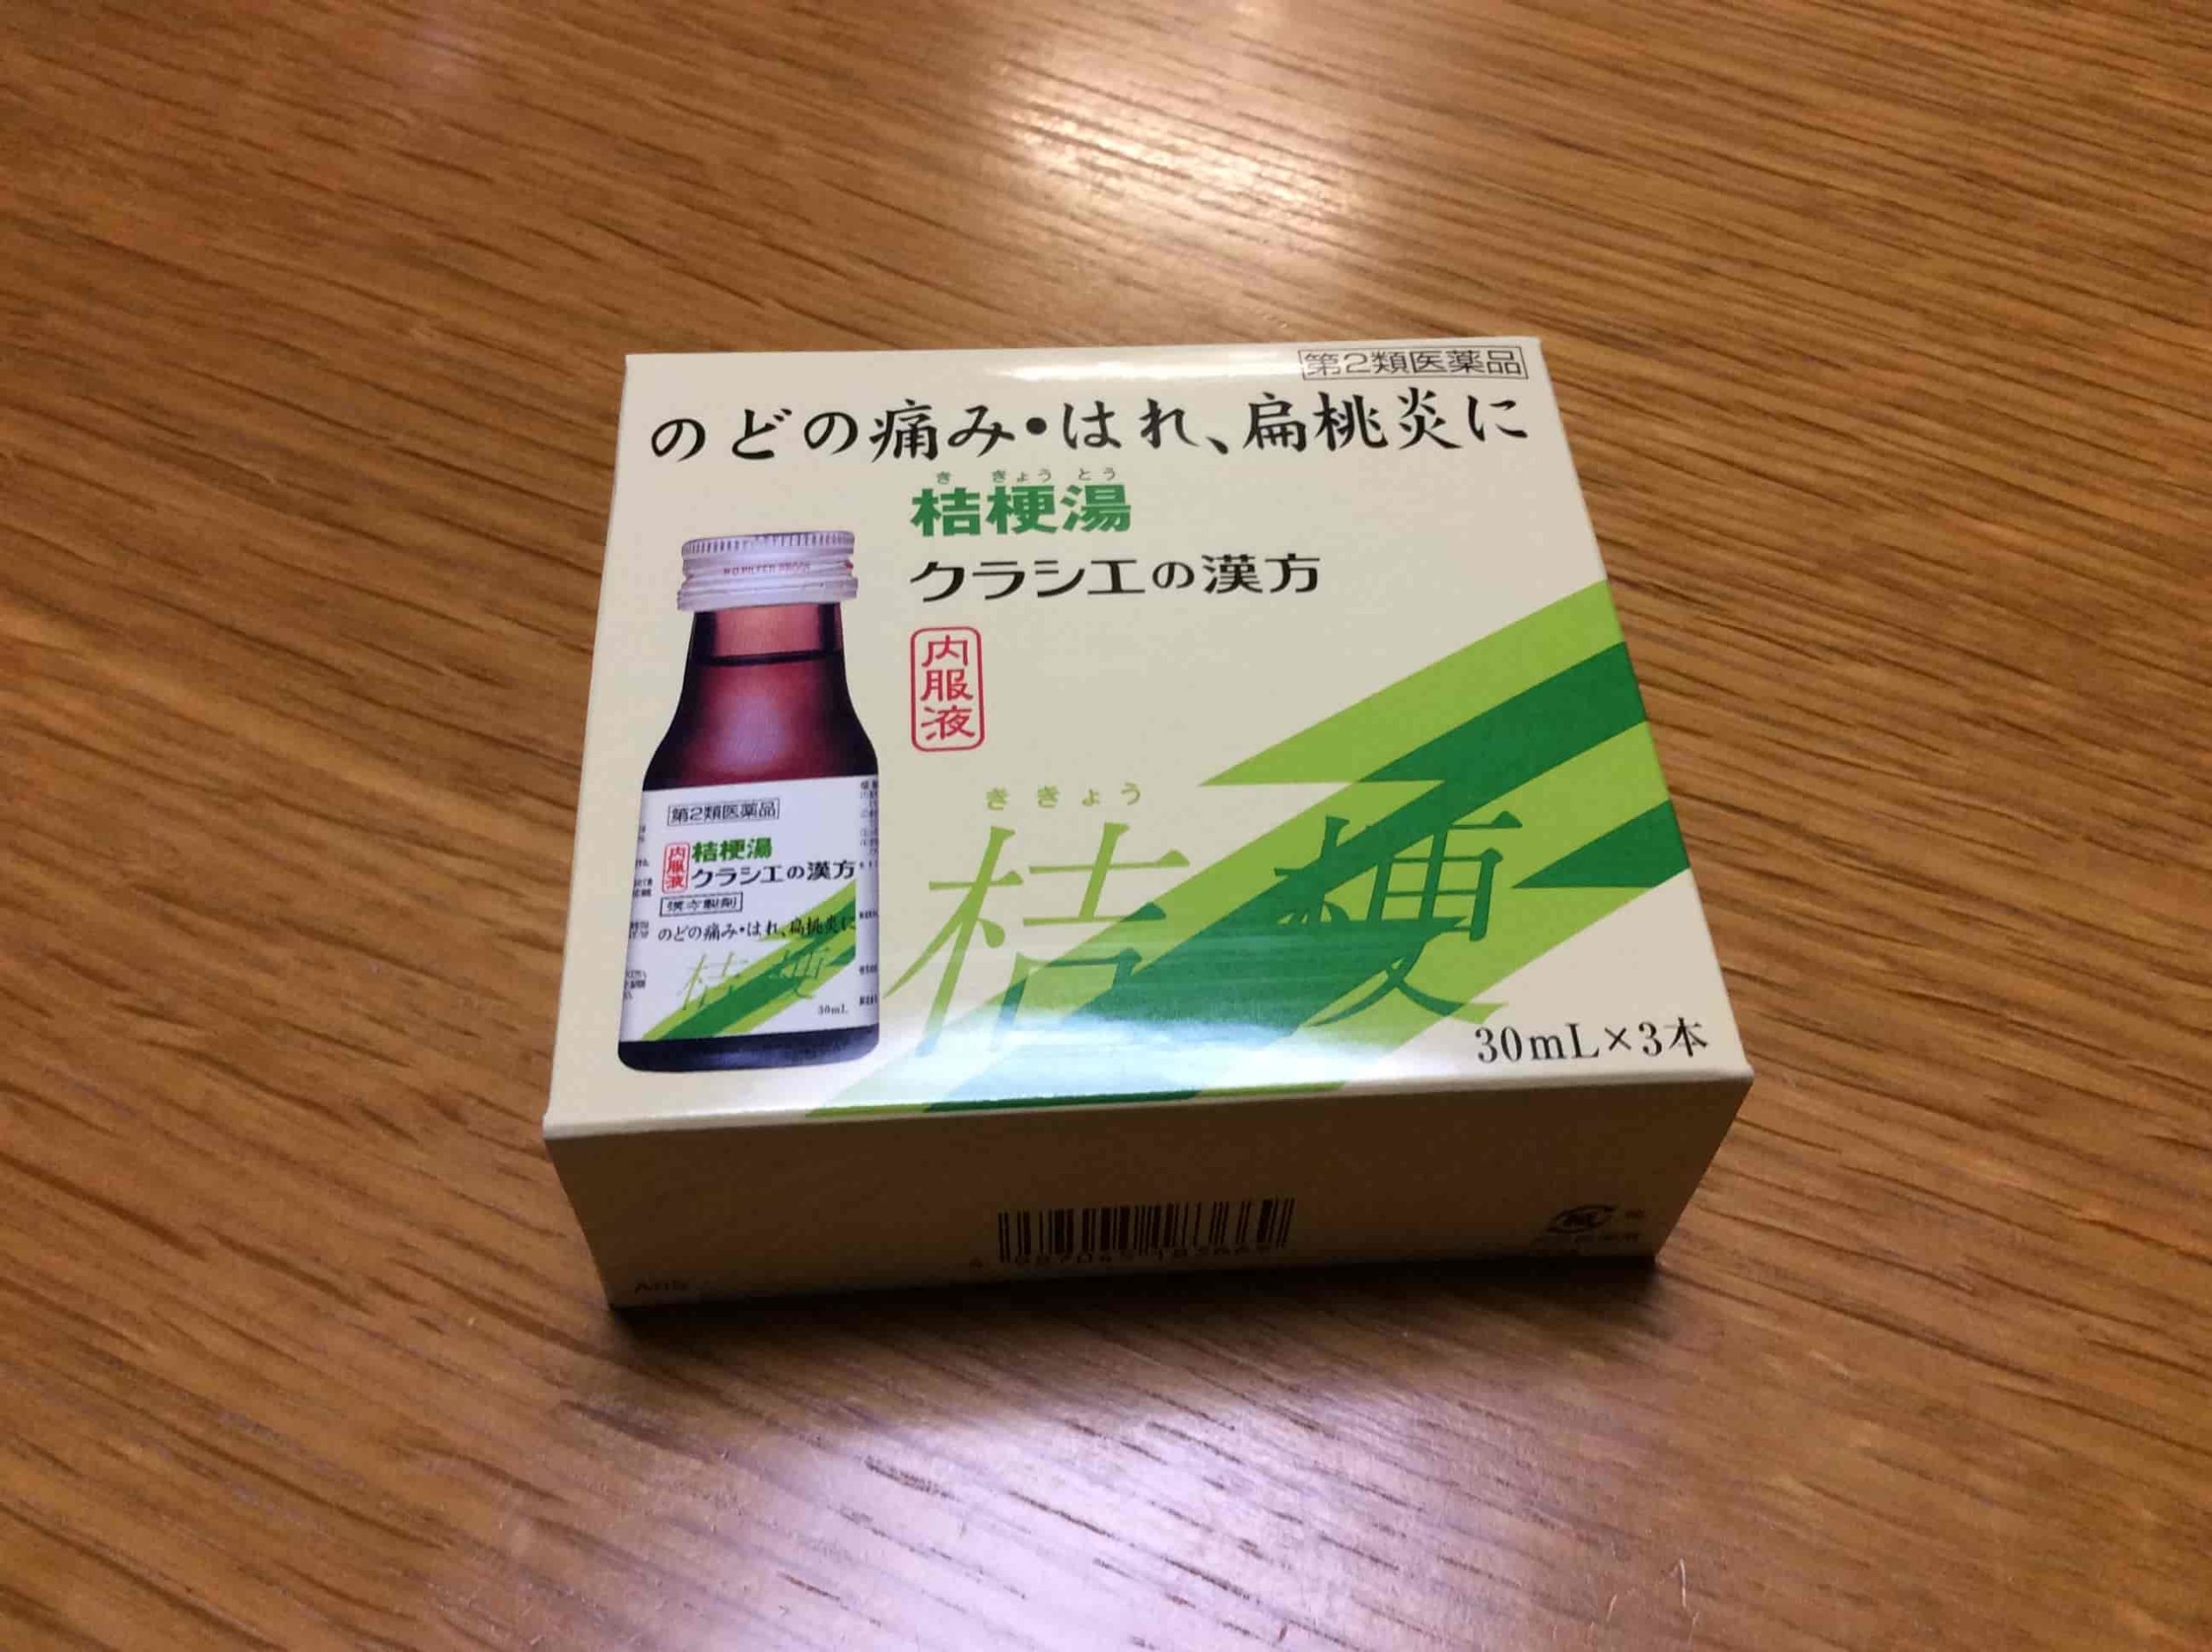 第2類医薬品
のどの痛み・はれ、扁桃炎に
き きょう とう
桔梗湯
クラシエの漢方
内服液
ききょう
桔梗
30mL×3本
第2類医薬品
内服液
桔梗湯
クラシエの漢方
漢方製剤
のどの痛み・はれ、扁桃炎に
桔梗
30mL